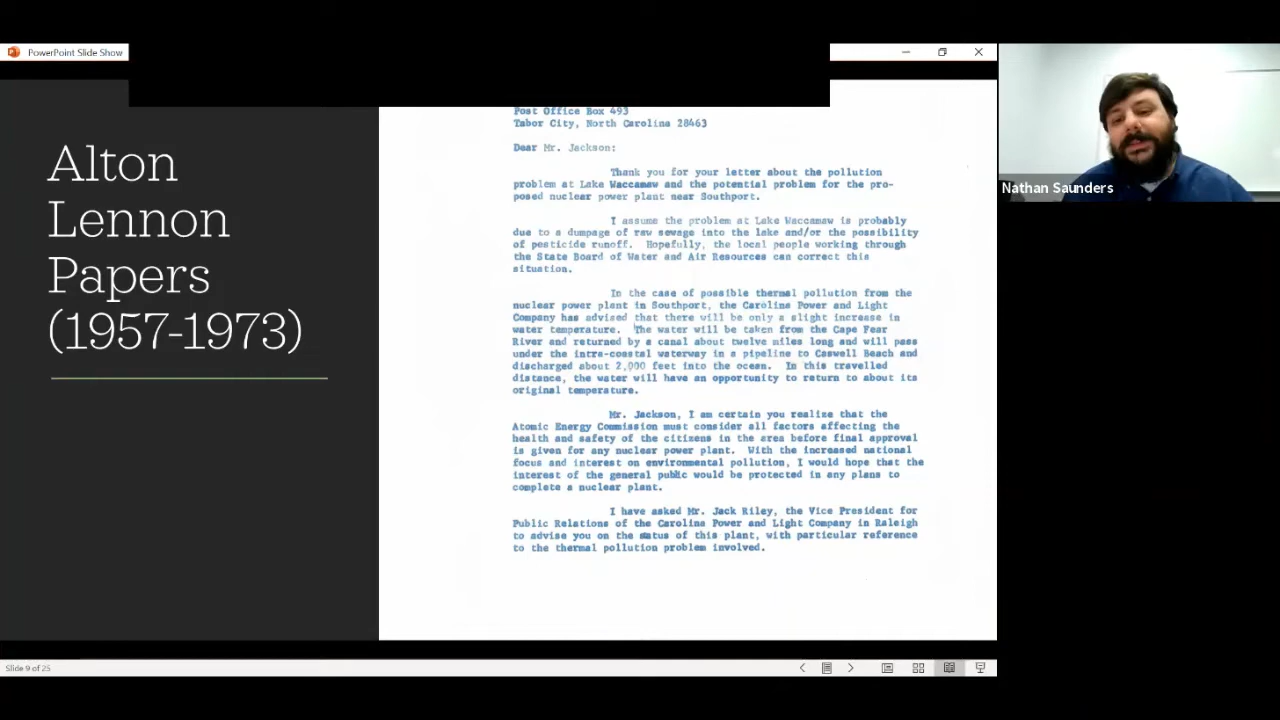 PowerPoint Slide Show
Alton
Lennon
Papers
(1957-1973)
Post Office Box 493
Tabor City, North Carolina 28463
Dear Mr. Jackson:
Thank you for your letter about the pollution
problem at Lake Waccamaw and the potential problem for the pro-
posed nuclear power plant near Southport.
I assume the problem at Lake Waccamaw is probably
due to a dumpage of raw sewage into the lake and/or the possibility
of pesticide runoff. Hopefully, the local people working through
the State Board of Water and Air Resources can correct this
situation.
In the case of possible thermal pollution from the
nuclear power plant in Southport, the Carolina Power and Light
Company has advised that there will be only a slight increase in
water temperature. The water will be taken from the Cape Fear
River and returned by a canal about twelve miles long and will pass
under the intra-coastal waterway in a pipeline to Caswell Beach and
discharged about 2,000 feet into the ocean. In this travelled
distance, the water will have an opportunity to return to about its
original temperature.
Mr. Jackson, I am certain you realize that the
Atomic Energy Commission must consider all factors affecting the
health and safety of the citizens in the area before final approval
is given for any nuclear power plant. With the increased national
focus and interest on environmental pollution, I would hope that the
interest of the general public would be protected in any plans to
complete a nuclear plant.
I have asked Mr. Jack Riley, the Vice President for
Public Relations of the Carolina Power and Light Company in Raleigh
to advise you on the status of this plant, with particular reference
to the thermal pollution problem involved.
Nathan Saunders
Slide 9 of 25